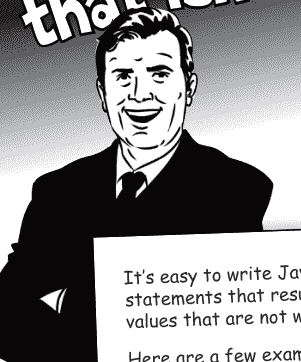 that
It's easy to write
statements that
values that are not
Here are a few